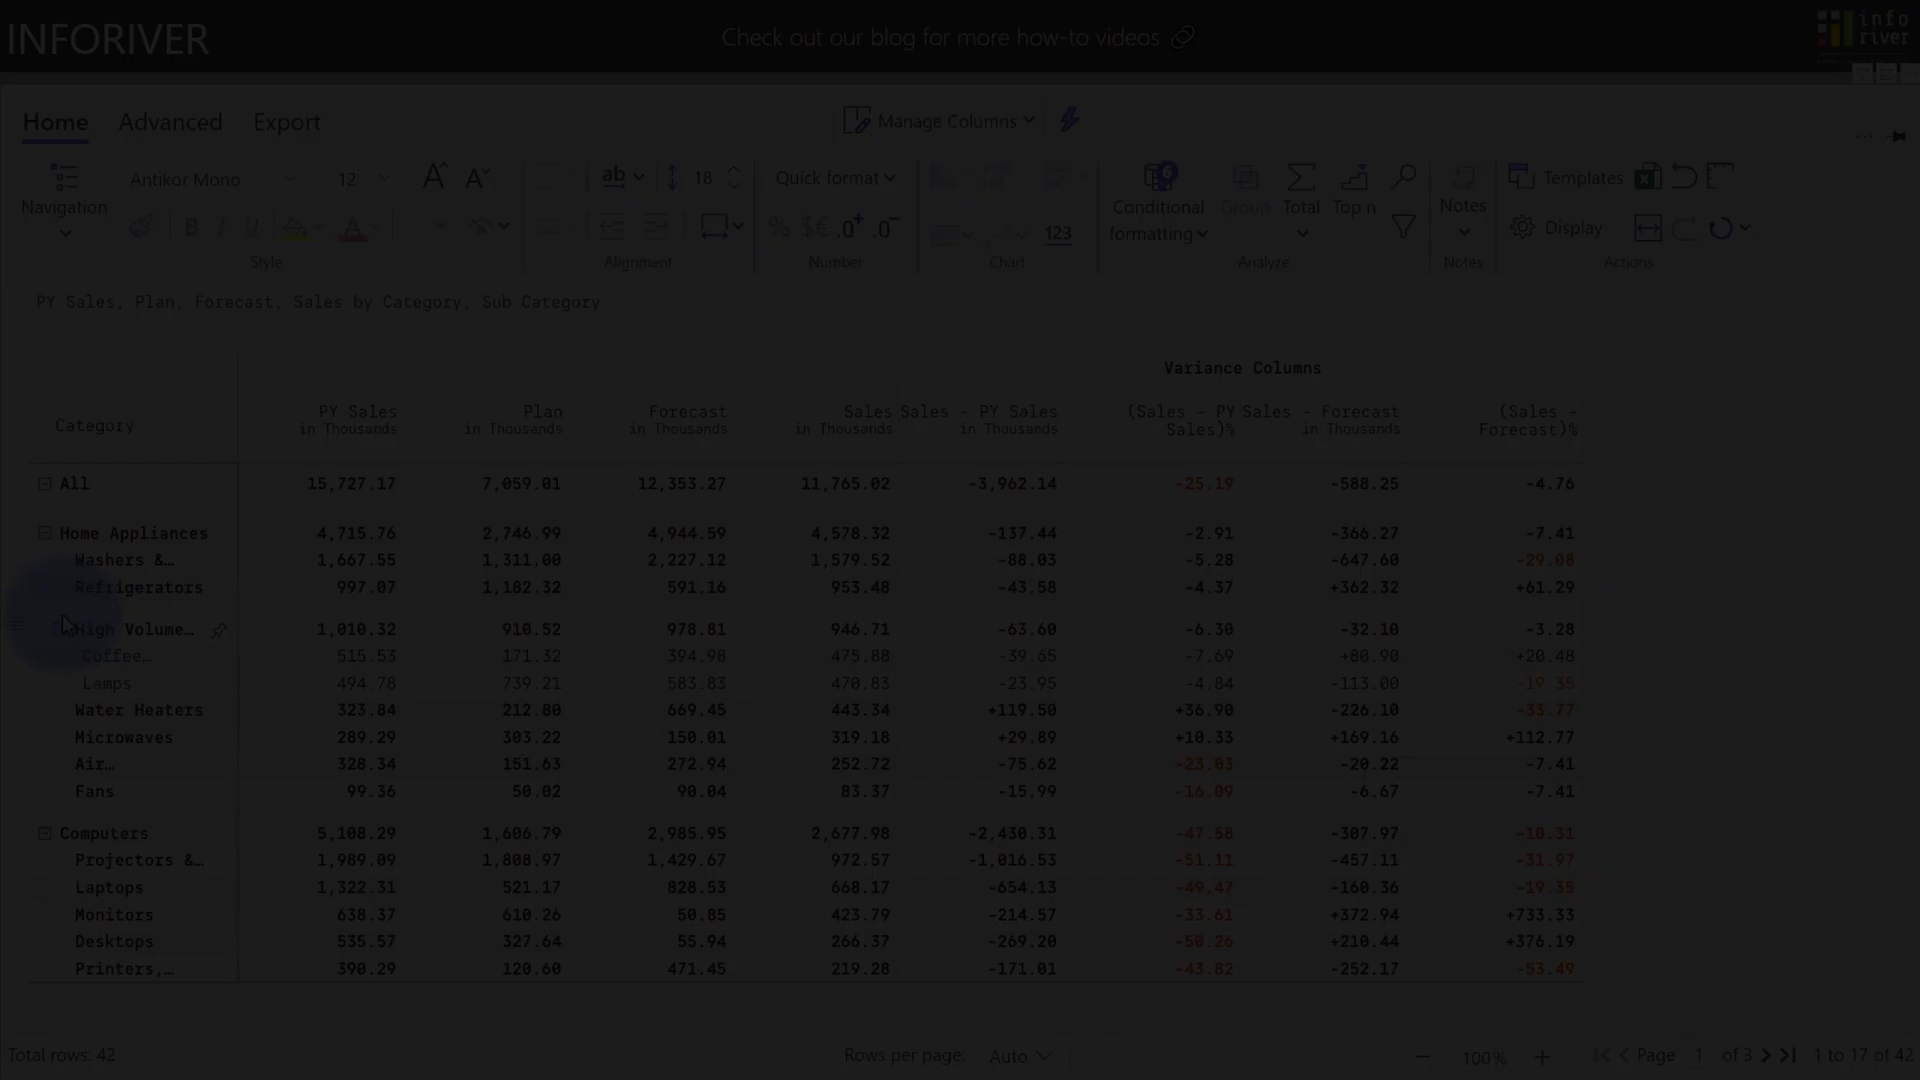 INFORIVER
Check out our blog for more how-to videos
info
river
Home Advanced Export
Manage Columns
Antikor Mono 12
ab 18
Quick format
Navigation
B I U A
% $€ .0+ .0-
123
Conditional
formatting
6
Group Total Top n
Notes
Templates
Display
Style Alignment Number Chart Analyze Notes Actions
PY Sales, Plan, Forecast, Sales by Category, Sub Category
Variance Columns
Category
PY Sales
in Thousands
Plan
in Thousands
Forecast
in Thousands
Sales
in Thousands
Sales - PY Sales
in Thousands
(Sales - PY
Sales)%
Sales - Forecast
in Thousands
(Sales -
Forecast)%
All 15,727.17 7,059.01 12,353.27 11,765.02 -3,962.14 -25.19 -588.25 -4.76
Home Appliances 4,715.76 2,746.99 4,944.59 4,578.32 -137.44 -2.91 -366.27 -7.41
Washers &… 1,667.55 1,311.00 2,227.12 1,579.52 -88.03 -5.28 -647.60 -29.08
Refrigerators 997.07 1,182.32 591.16 953.48 -43.58 -4.37 +362.32 +61.29
High Volume… 1,010.32 910.52 978.81 946.71 -63.60 -6.30 -32.10 -3.28
Coffee… 515.53 171.32 394.98 475.88 -39.65 -7.69 +80.90 +20.48
Lamps 494.78 739.21 583.83 470.83 -23.95 -4.84 -113.00 -19.35
Water Heaters 323.84 212.80 669.45 443.34 +119.50 +36.90 -226.10 -33.77
Microwaves 289.29 303.22 150.01 319.18 +29.89 +10.33 +169.16 +112.77
Air… 328.34 151.63 272.94 252.72 -75.62 -23.03 -20.22 -7.41
Fans 99.36 50.02 90.04 83.37 -15.99 -16.09 -6.67 -7.41
Computers 5,108.29 1,606.79 2,985.95 2,677.98 -2,430.31 -47.58 -307.97 -10.31
Projectors &… 1,989.09 1,808.97 1,429.67 972.57 -1,016.53 -51.11 -457.11 -31.97
Laptops 1,322.31 521.17 828.53 668.17 -654.13 -49.47 -160.36 -19.35
Monitors 638.37 610.26 50.85 423.79 -214.57 -33.61 +372.94 +733.33
Desktops 535.57 327.64 55.94 266.37 -269.20 -50.26 +210.44 +376.19
Printers,… 390.29 120.60 471.45 219.28 -171.01 -43.82 -252.17 -53.49
Total rows: 42
Rows per page: Auto
100%
Page 1 of 3
1 to 17 of 42